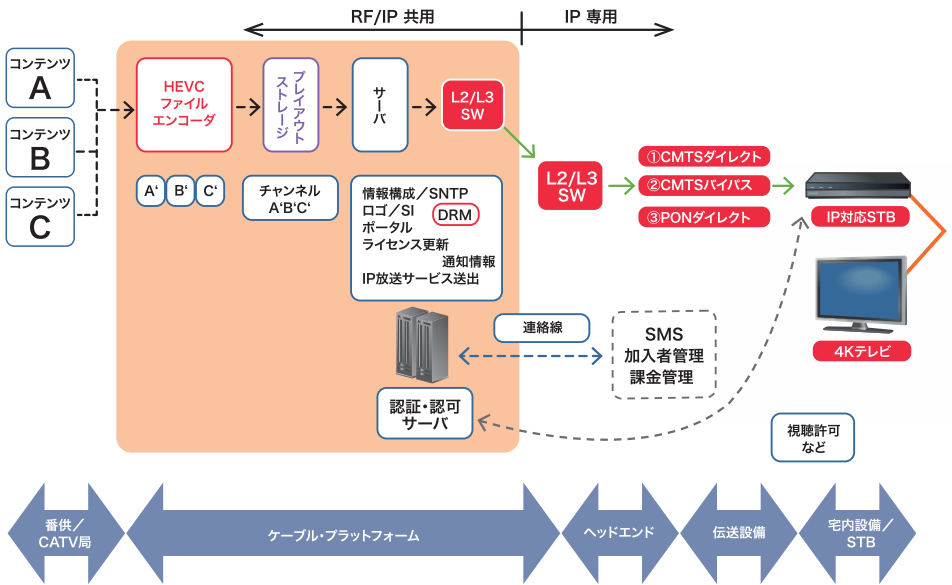 RF/IP 共用
IP 専用
コンテンツ
A
コンテンツ
B
コンテンツ
C
HEVC
ファイル
エンコーダ
プレイアウト
ストレージ
サーバ
L2/L3
SW
A‘
B‘
C‘
チャンネル
A‘B‘C‘
情報構成／SNTP
ロゴ／SI
DRM
ポータル
ライセンス更新
通知情報
IP放送サービス送出
L2/L3
SW
①CMTSダイレクト
②CMTSバイパス
③PONダイレクト
IP対応STB
4Kテレビ
連絡線
SMS
加入者管理
課金管理
認証・認可
サーバ
視聴許可
など
番供／
CATV局
ケーブル・プラットフォーム
ヘッドエンド
伝送設備
宅内設備／
STB